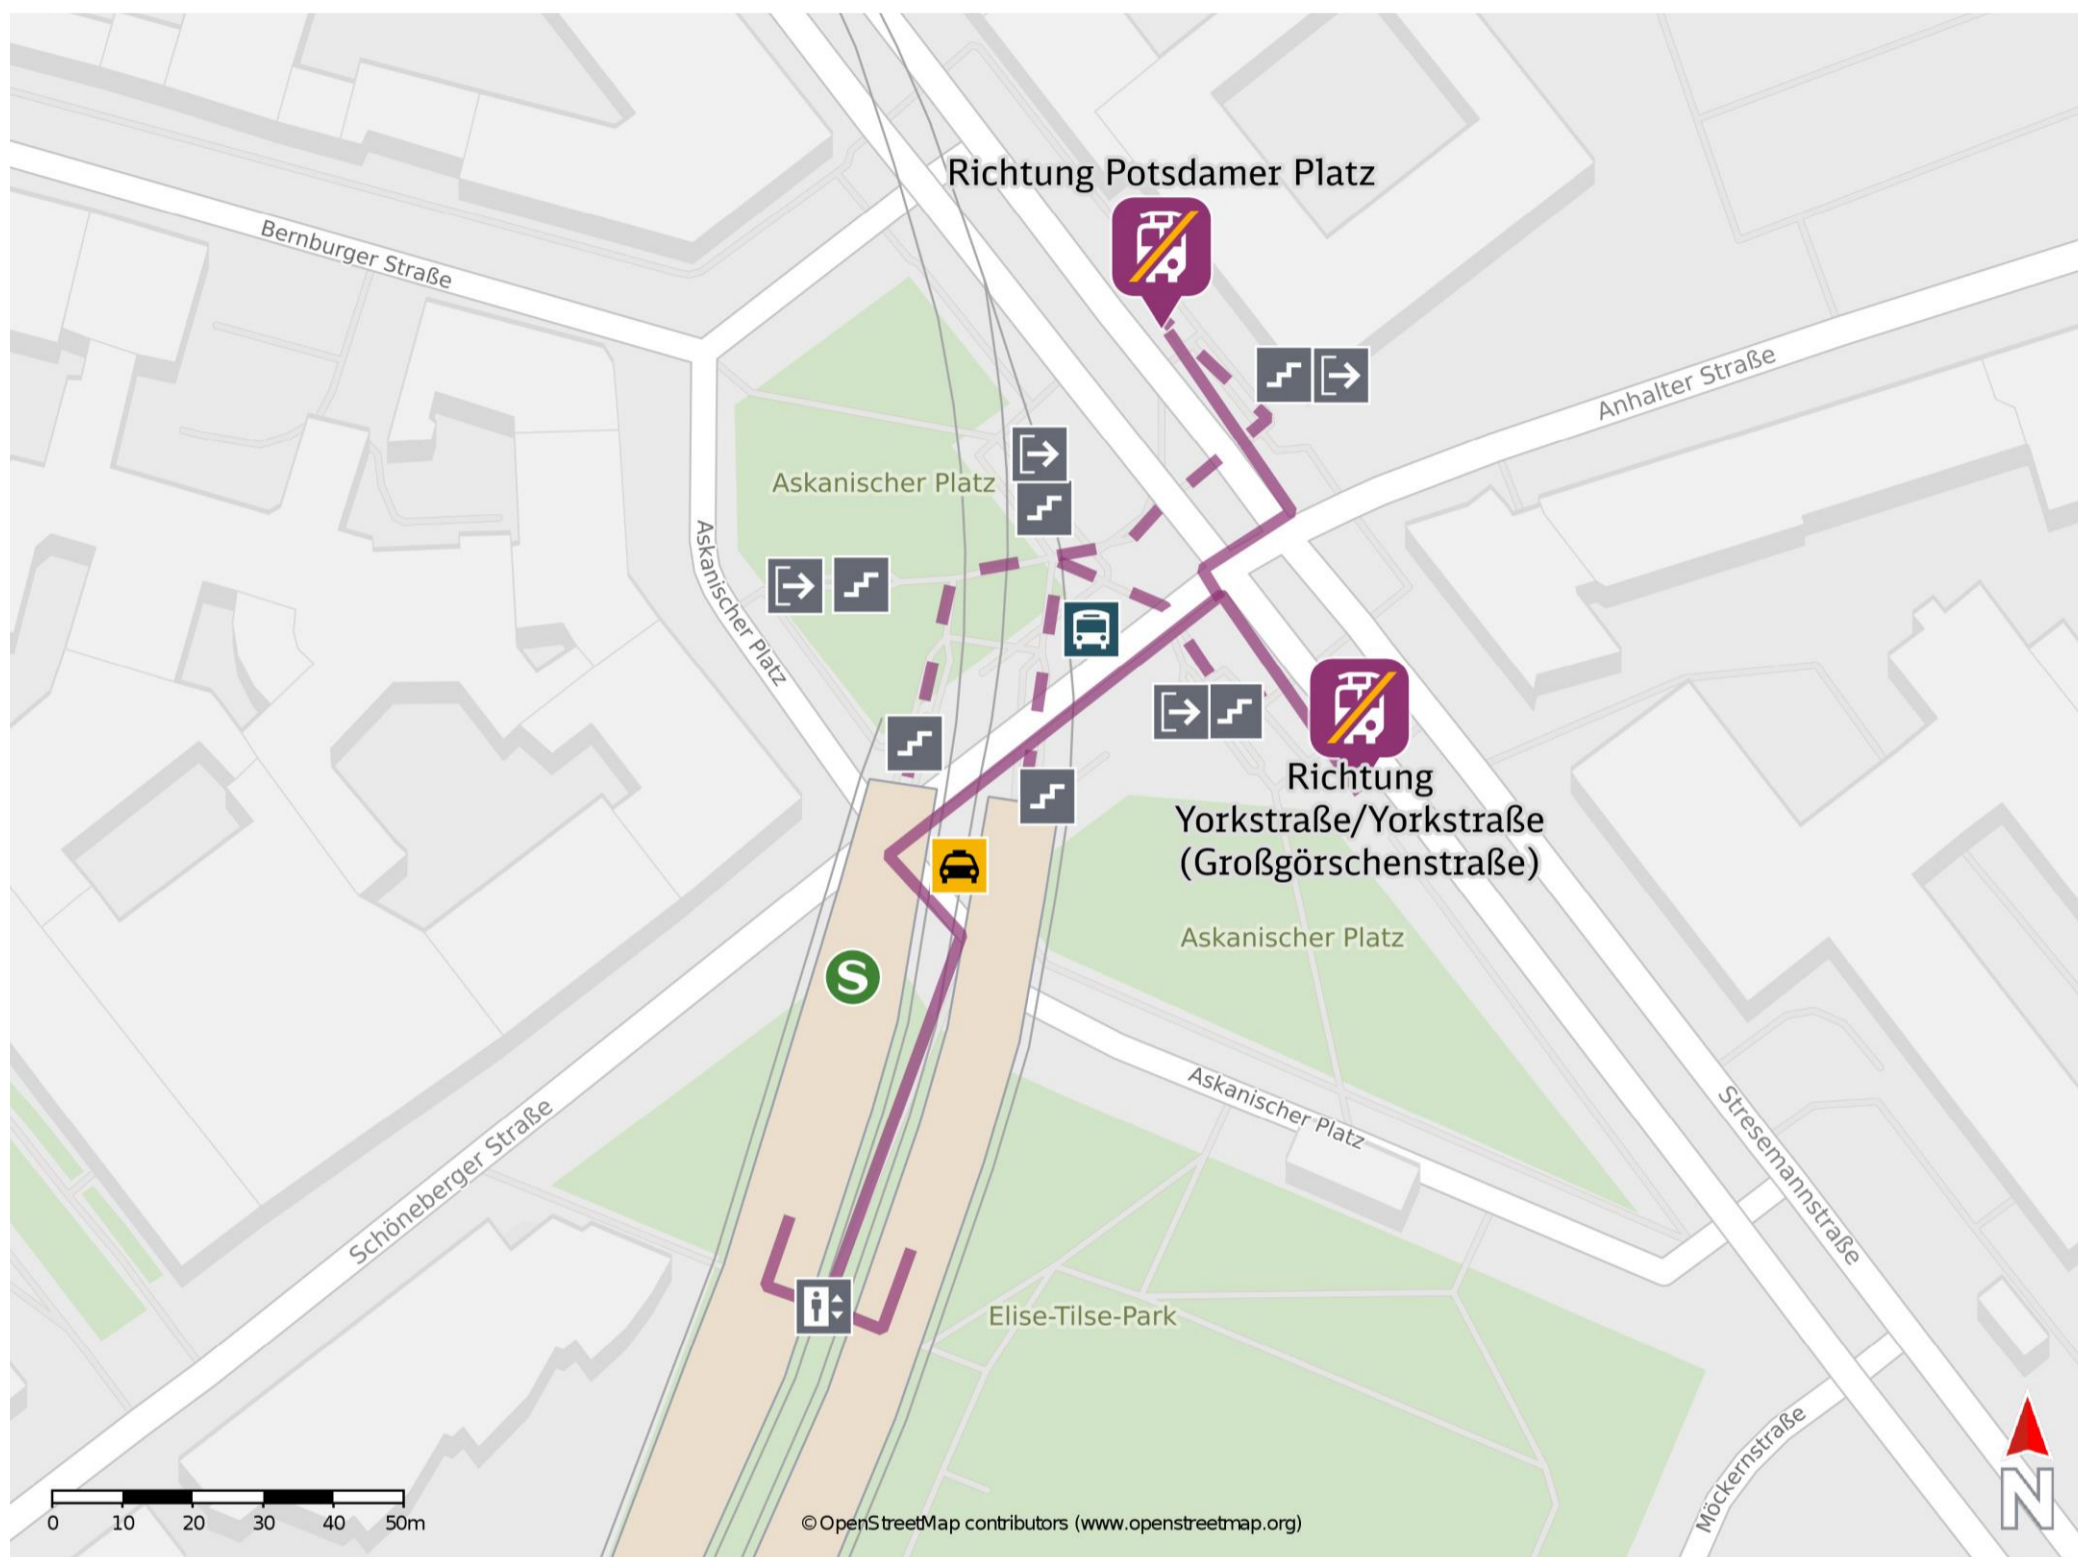 Richtung Potsdamer Platz
Bernburger Straße
Anhalter Straße
Askanischer Platz
Askanischer Platz
Richtung
Yorkstraße/Yorkstraße
(Großgörschenstraße)
Askanischer Platz
S
Askanischer Platz
Stresemannstraße
Schöneberger Straße
Elise-Tilse-Park
Möckernstraße
N
0 10 20 30 40 50m
©OpenStreetMap contributors (www.openstreetmap.org)